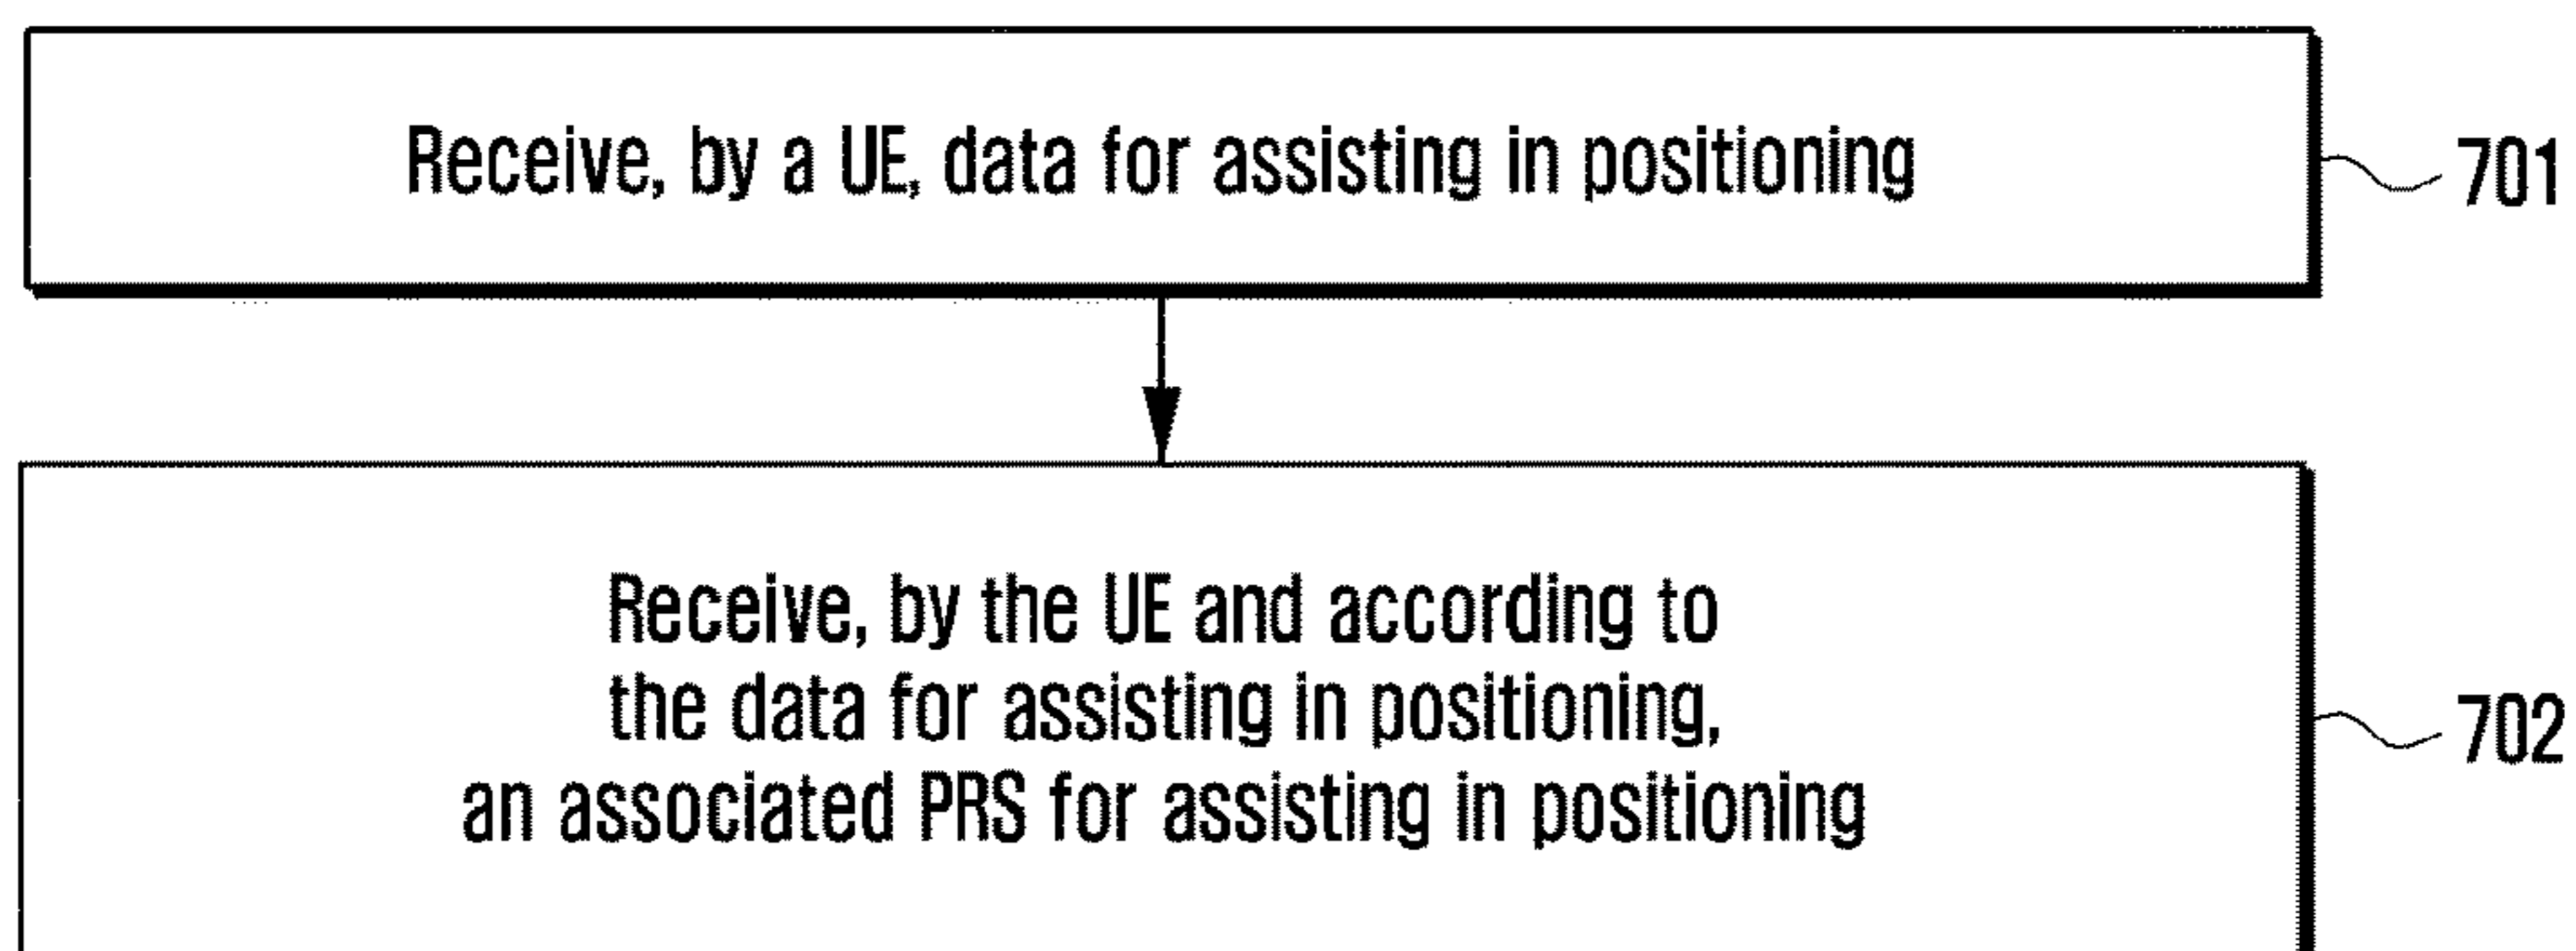 Receive, by a UE, data for assisting in positioning
701
Receive, by the UE and according to
the data for assisting in positioning,
an associated PRS for assisting in positioning
702